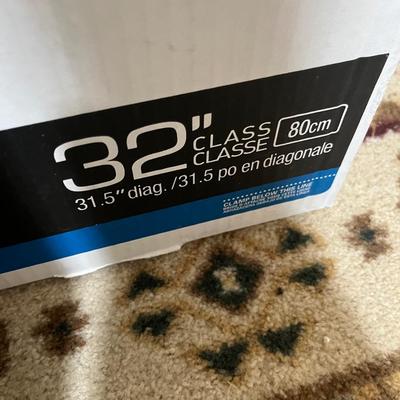 32" CLASS
CLASSE 80cm
31.5" diag. /31.5 po en diagonale
CLAMP BELOW THIS LINE